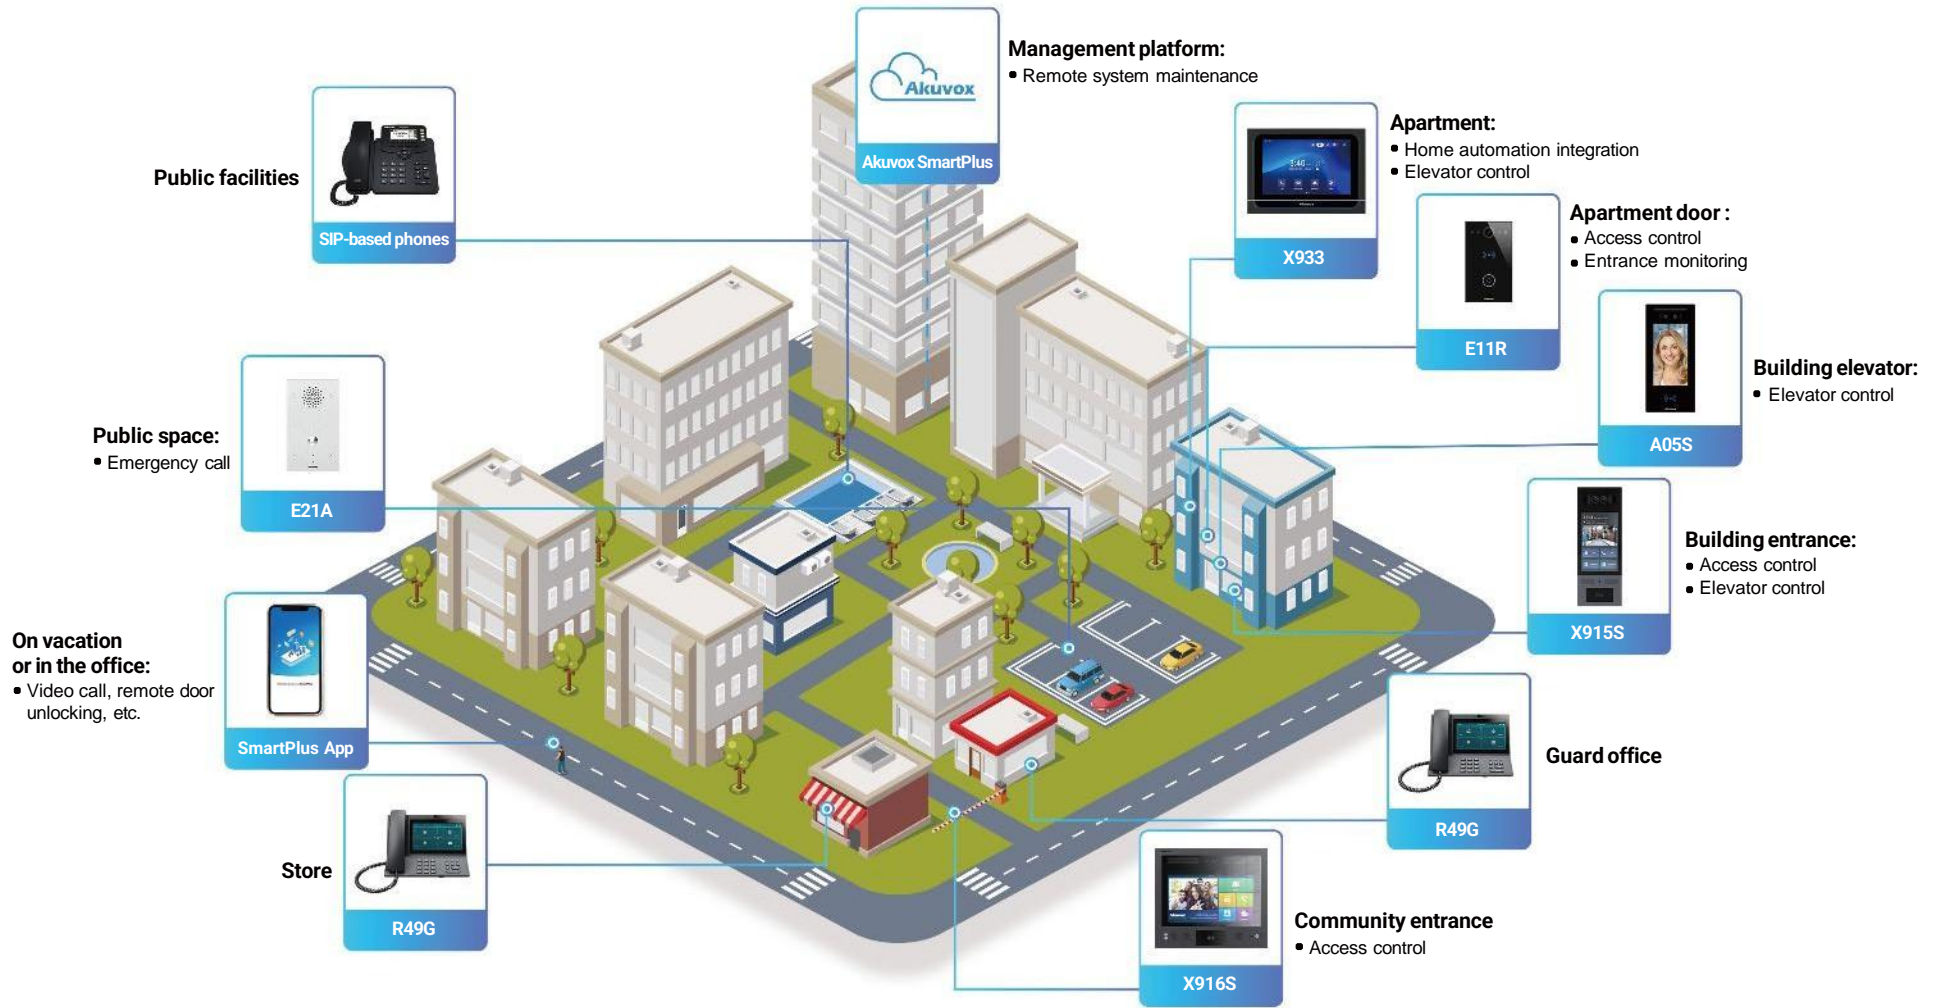 Akuvox
Akuvox SmartPlus
Management platform:
▪ Remote system maintenance
Public facilities
SIP-based phones
3:40
X933
Apartment:
▪ Home automation integration
▪ Elevator control
E11R
Apartment door :
▪ Access control
▪ Entrance monitoring
A05S
Building elevator:
▪ Elevator control
Public space:
▪ Emergency call
E21A
X915S
Building entrance:
▪ Access control
▪ Elevator control
On vacation
or in the office:
▪ Video call, remote door
unlocking, etc.
SmartPlus App
R49G
Guard office
Store
R49G
X916S
Community entrance
▪ Access control